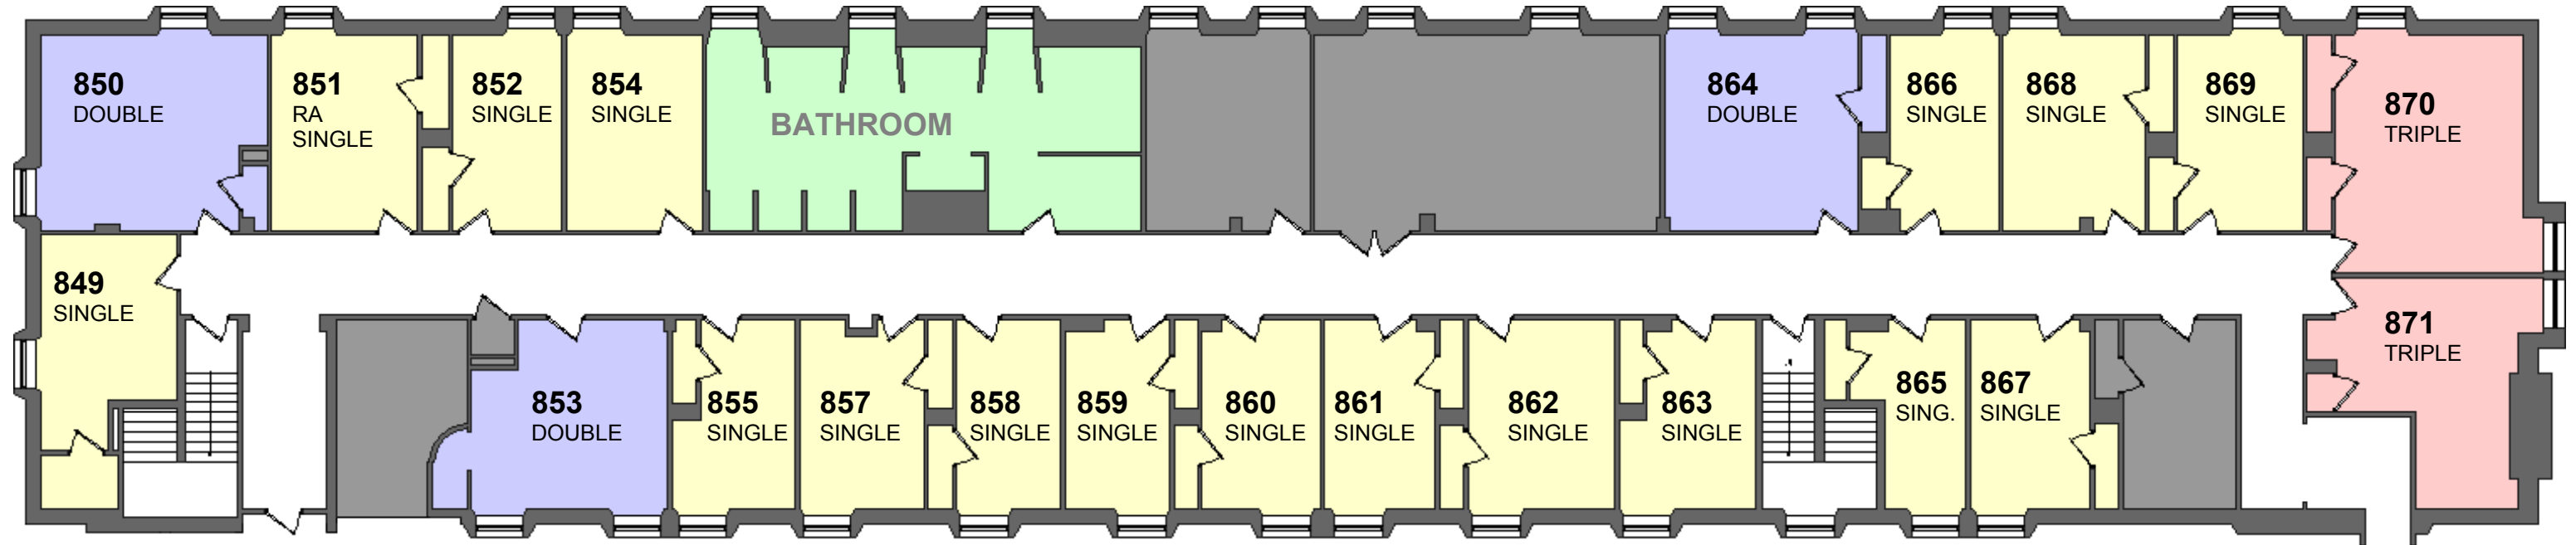 850
DOUBLE
851
RA
SINGLE
852
SINGLE
854
SINGLE
BATHROOM
864
DOUBLE
866
SINGLE
868
SINGLE
869
SINGLE
870
TRIPLE
849
SINGLE
853
DOUBLE
855
SINGLE
857
SINGLE
858
SINGLE
859
SINGLE
860
SINGLE
861
SINGLE
862
SINGLE
863
SINGLE
865
SING.
867
SINGLE
871
TRIPLE